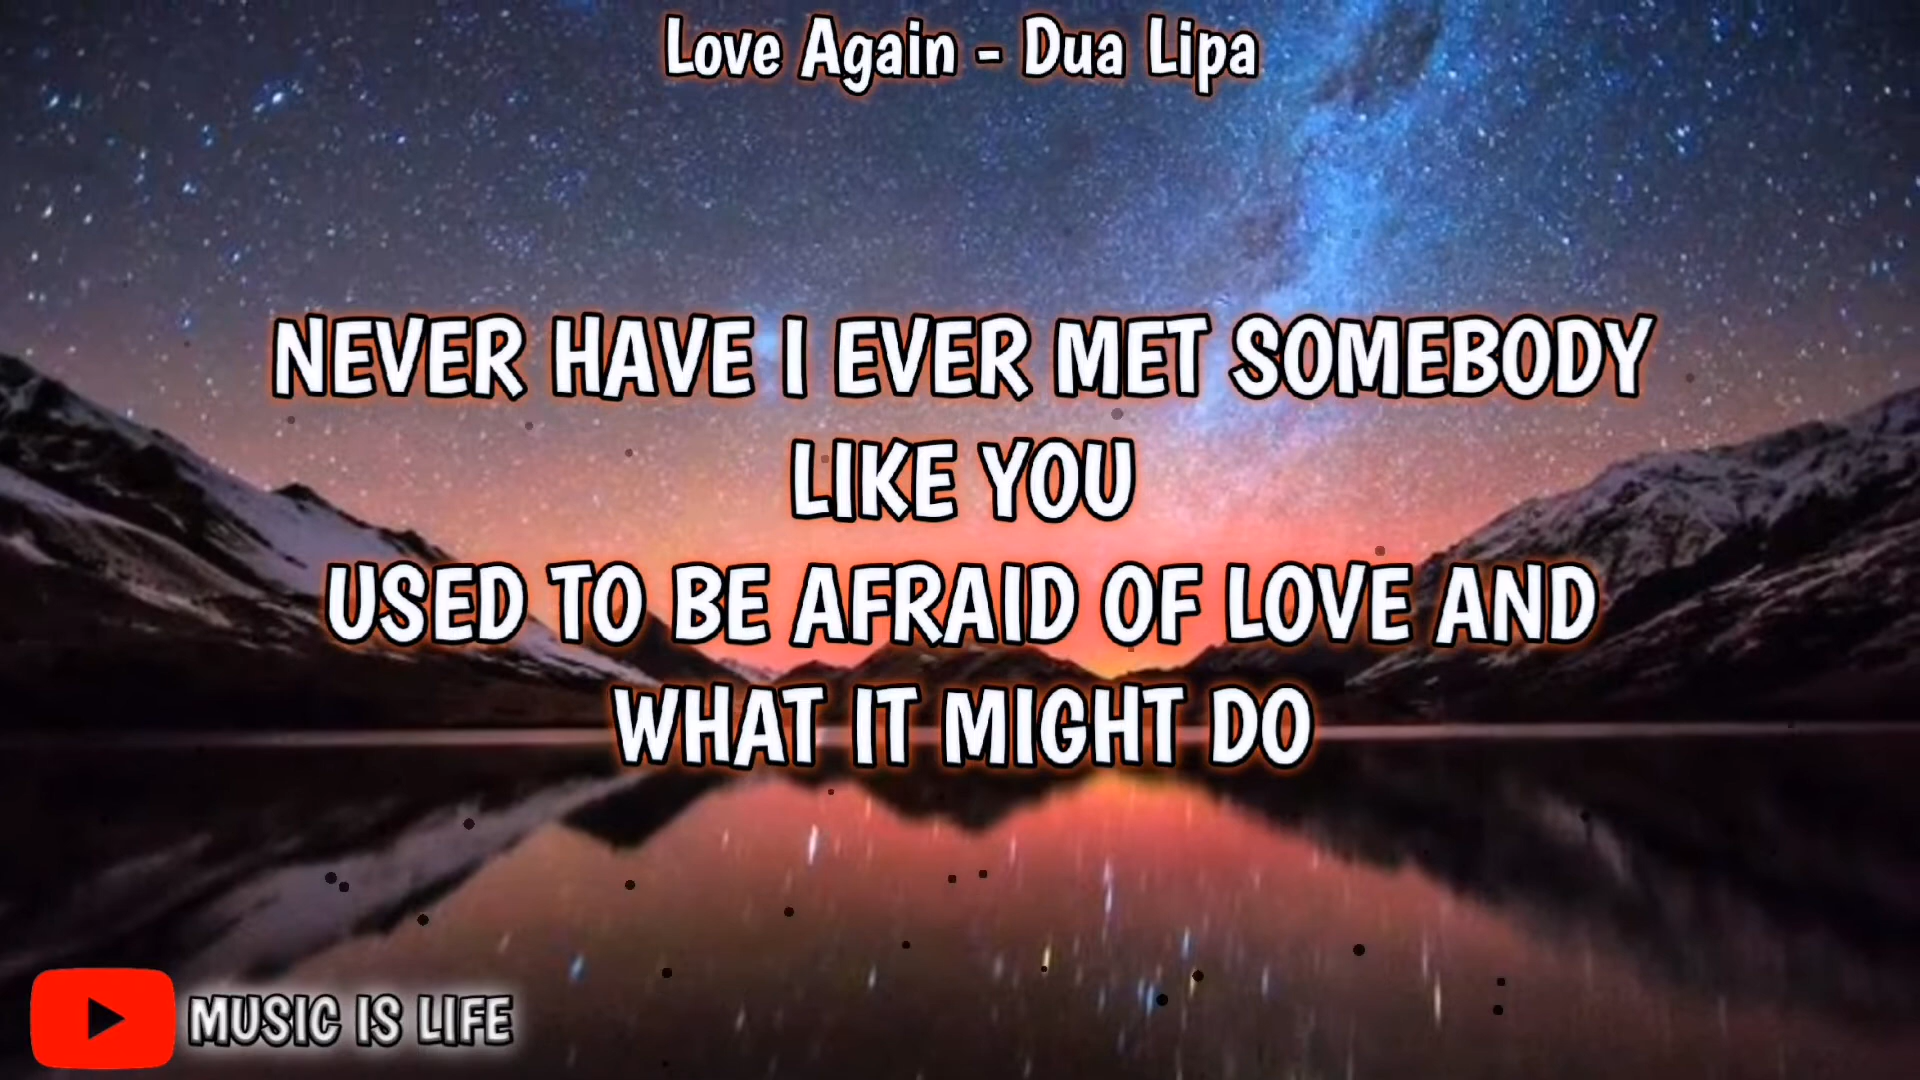 Love Again - Dua Lipa
NEVER HAVE I EVER MET SOMEBODY
LIKE YOU
USED TO BE AFRAID OF LOVE AND
WHAT IT MIGHT DO
MUSIC IS LIFE